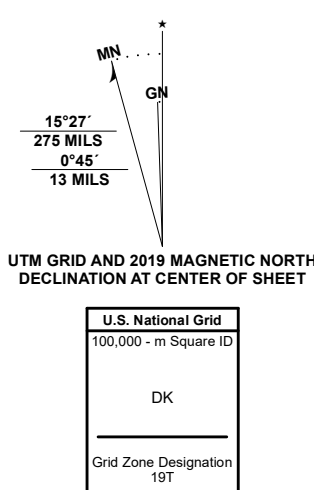 ★
MN
GN
15°27´
275 MILS
0°45´
13 MILS
UTM GRID AND 2019 MAGNETIC NORTH
DECLINATION AT CENTER OF SHEET
U.S. National Grid
100,000 - m Square ID
DK
Grid Zone Designation
19T